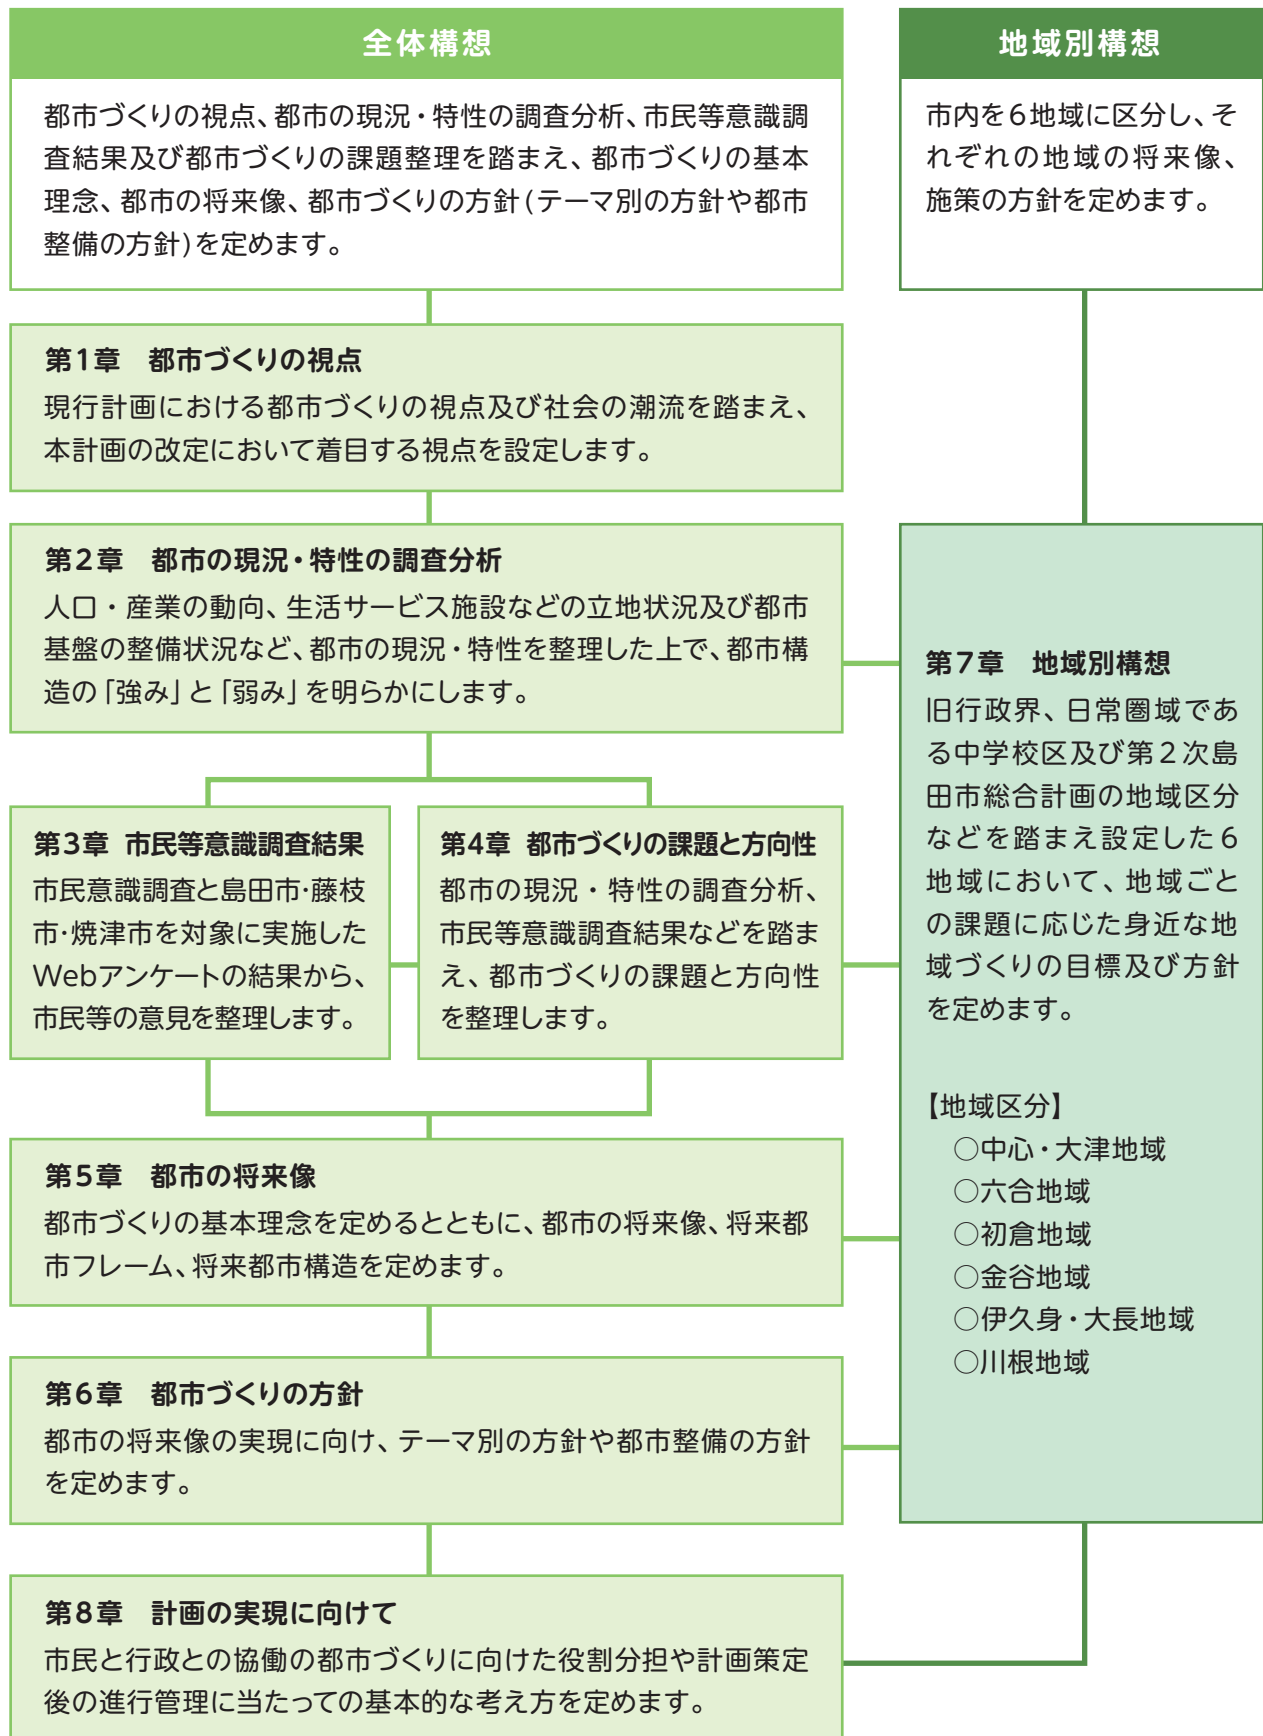 全体構想
都市づくりの視点、都市の現況・特性の調査分析、市民等意識調
査結果及び都市づくりの課題整理を踏まえ、都市づくりの基本
理念、都市の将来像、都市づくりの方針(テーマ別の方針や都市
整備の方針)を定めます。
地域別構想
市内を6地域に区分し、そ
れぞれの地域の将来像、
施策の方針を定めます。
第1章 都市づくりの視点
現行計画における都市づくりの視点及び社会の潮流を踏まえ、
本計画の改定において着目する視点を設定します。
第2章 都市の現況・特性の調査分析
人口・産業の動向、生活サービス施設などの立地状況及び都市
基盤の整備状況など、都市の現況・特性を整理した上で、都市構
造の「強み」と「弱み」を明らかにします。
第3章 市民等意識調査結果
市民意識調査と島田市・藤枝
市・焼津市を対象に実施した
Webアンケートの結果から、
市民等の意見を整理します。
第4章 都市づくりの課題と方向性
都市の現況・特性の調査分析、
市民等意識調査結果などを踏ま
え、都市づくりの課題と方向性
を整理します。
第5章 都市の将来像
都市づくりの基本理念を定めるとともに、都市の将来像、将来都
市フレーム、将来都市構造を定めます。
第6章 都市づくりの方針
都市の将来像の実現に向け、テーマ別の方針や都市整備の方針
を定めます。
第7章 地域別構想
旧行政界、日常圏域であ
る中学校区及び第2次島
田市総合計画の地域区分
などを踏まえ設定した6
地域において、地域ごと
の課題に応じた身近な地
域づくりの目標及び方針
を定めます。
【地域区分】
○中心・大津地域
○六合地域
○初倉地域
○金谷地域
○伊久身・大長地域
○川根地域
第8章 計画の実現に向けて
市民と行政との協働の都市づくりに向けた役割分担や計画策定
後の進行管理に当たっての基本的な考え方を定めます。